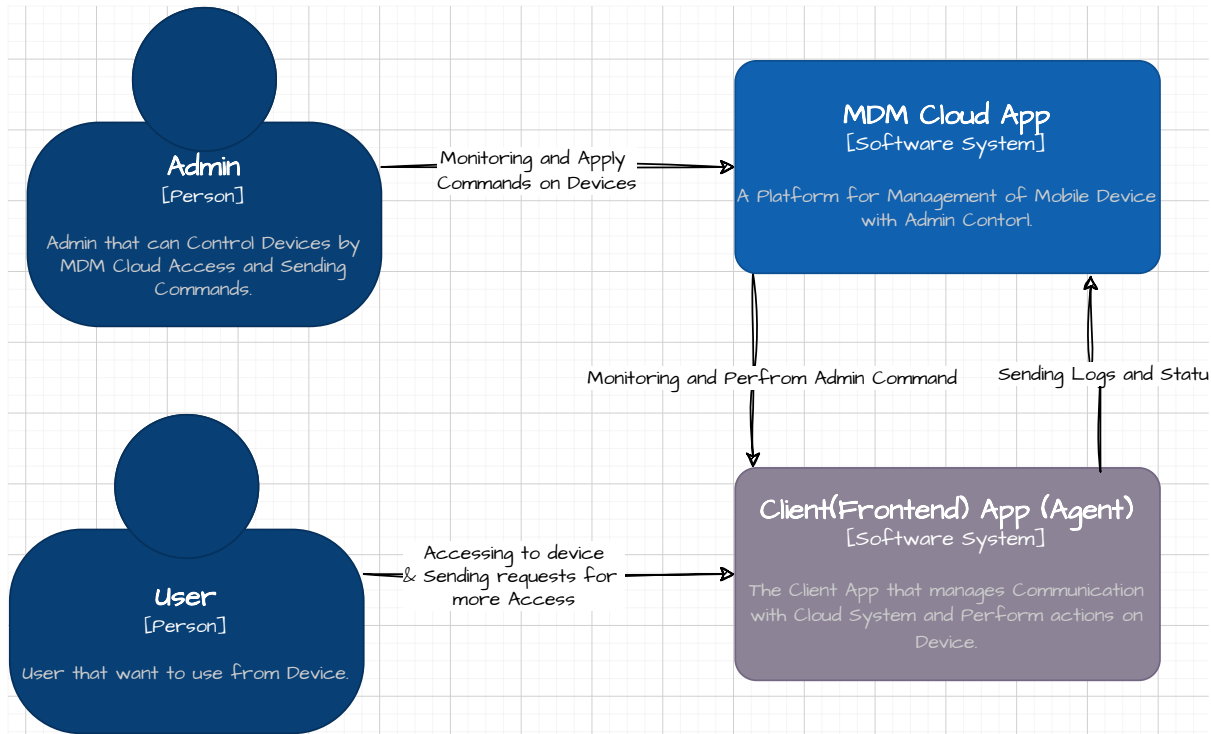 Admin
[Person]
Admin that can Control Devices by
MDM Cloud Access and Sending
Commands.
Monitoring and Apply
Commands on Devices
MDM Cloud App
[Software System]
A Platform for Management of Mobile Device
with Admin Contorl.
Monitoring and Perfrom Admin Command
Sending Logs and Statu
User
[Person]
User that want to use from Device.
Accessing to device
& Sending requests for
more Access
Client(Frontend) App (Agent)
[Software System]
The Client App that manages Communication
with Cloud System and Perform actions on
Device.